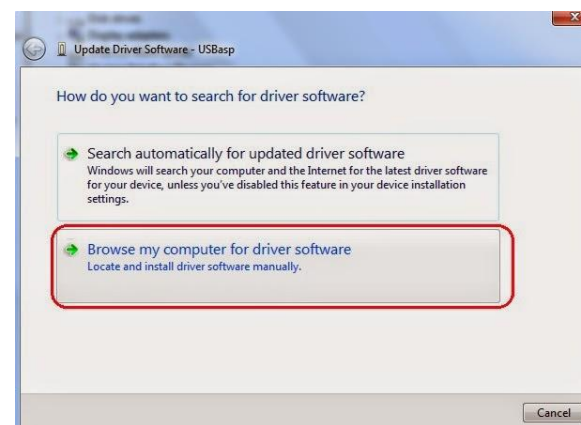 Update Driver Software - USBasp
How do you want to search for driver software?
Search automatically for updated driver software
Windows will search your computer and the Internet for the latest driver software
for your device, unless you've disabled this feature in your device installation
settings.
Browse my computer for driver software
Locate and install driver software manually.
Cancel